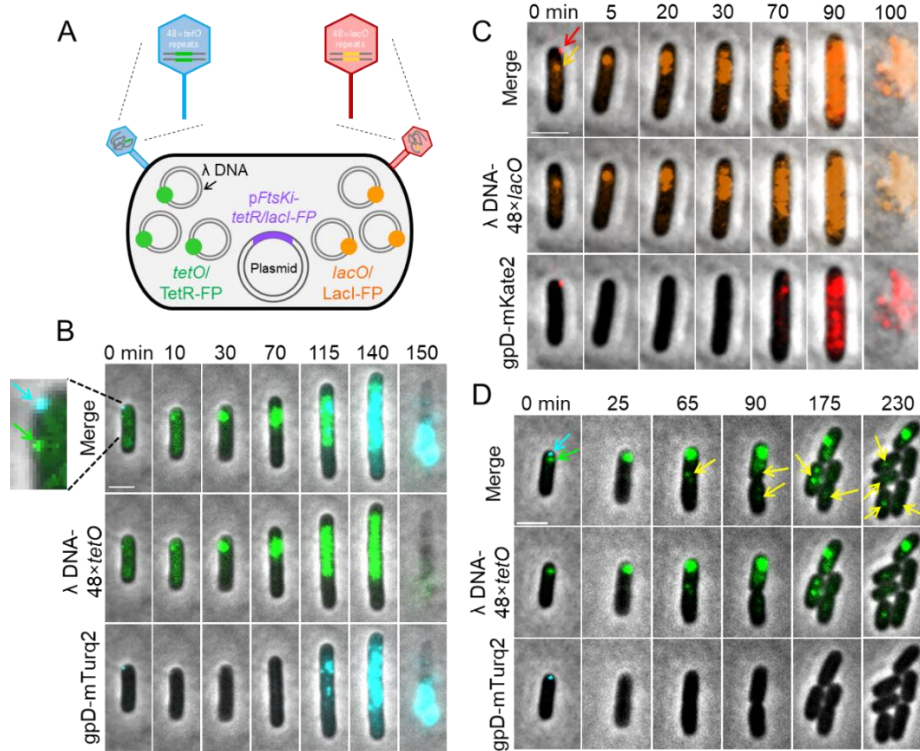 A
48×tetO
repeats
48×lacO
repeats
λ DNA
pFtsKi-
tetR/lacI-FP
Plasmid
tetO/
TetR-FP
lacO/
LacI-FP
B
0 min 10 30 70 115 140 150
Merge
λ DNA-
48×tetO
gpD-mTurq2
C
0 min 5 20 30 70 90 100
Merge
λ DNA-
48×lacO
gpD-mKate2
D
0 min 25 65 90 175 230
Merge
λ DNA-
48×tetO
gpD-mTurq2